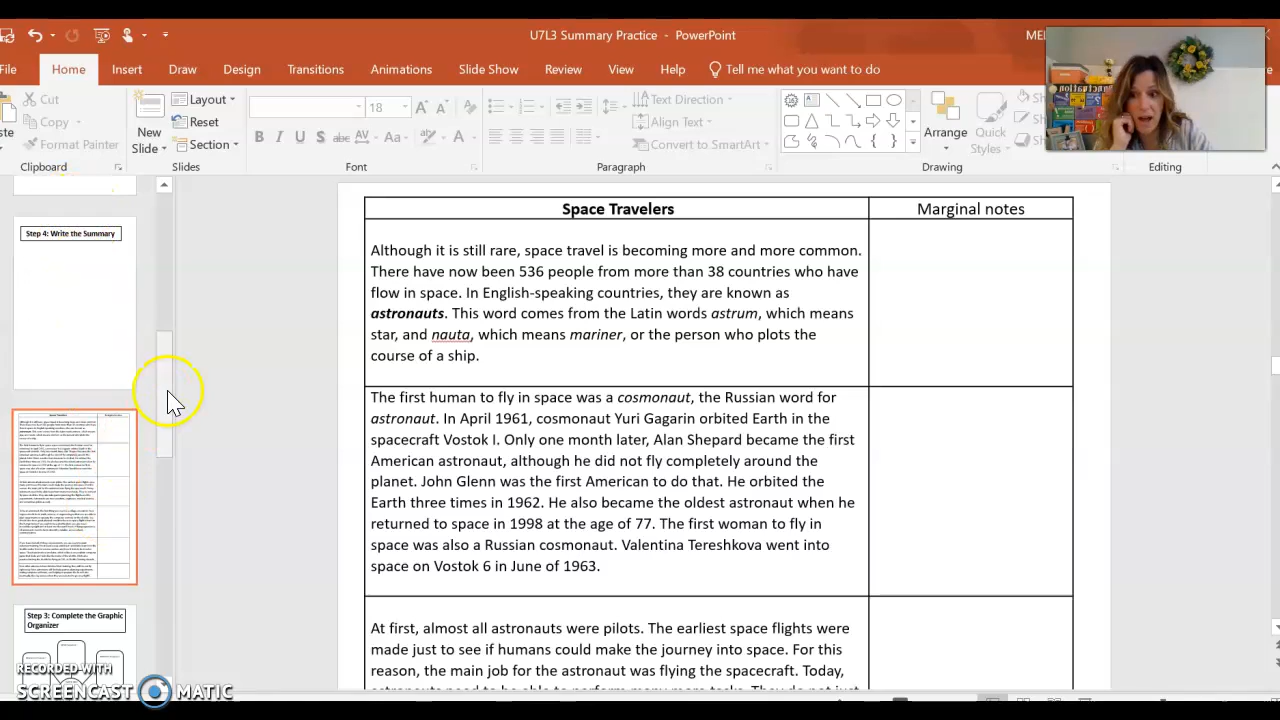 U7L3 Summary Practice - PowerPoint
File Home Insert Draw Design Transitions Animations Slide Show Review View Help Tell me what you want to do
Cut
Copy
Format Painter
Clipboard
New
Slide
Layout
Reset
Section
Slides
18
Font
Text Direction
Align Text
Convert to SmartArt
Paragraph
Arrange
Quick
Styles
Drawing
Editing
Step 4: Write the Summary
Step 3: Complete the Graphic
Organizer
Space Travelers
Marginal notes
Although it is still rare, space travel is becoming more and more common.
There have now been 536 people from more than 38 countries who have
flow in space. In English-speaking countries, they are known as
astronauts. This word comes from the Latin words astrum, which means
star, and nauta, which means mariner, or the person who plots the
course of a ship.
The first human to fly in space was a cosmonaut, the Russian word for
astronaut. In April 1961, cosmonaut Yuri Gagarin orbited Earth in the
spacecraft Vostok I. Only one month later, Alan Shepard became the first
American astronaut, although he did not fly completely around the
planet. John Glenn was the first American to do that. He orbited the
Earth three times in 1962. He also became the oldest astronaut when he
returned to space in 1998 at the age of 77. The first woman to fly in
space was also a Russian cosmonaut. Valentina Tereshkova went into
space on Vostok 6 in June of 1963.
At first, almost all astronauts were pilots. The earliest space flights were
made just to see if humans could make the journey into space. For this
reason, the main job for the astronaut was flying the spacecraft. Today,
astronauts need to be able to perform many more tasks. They do not just
RECORDED WITH
SCREENCAST MATIC